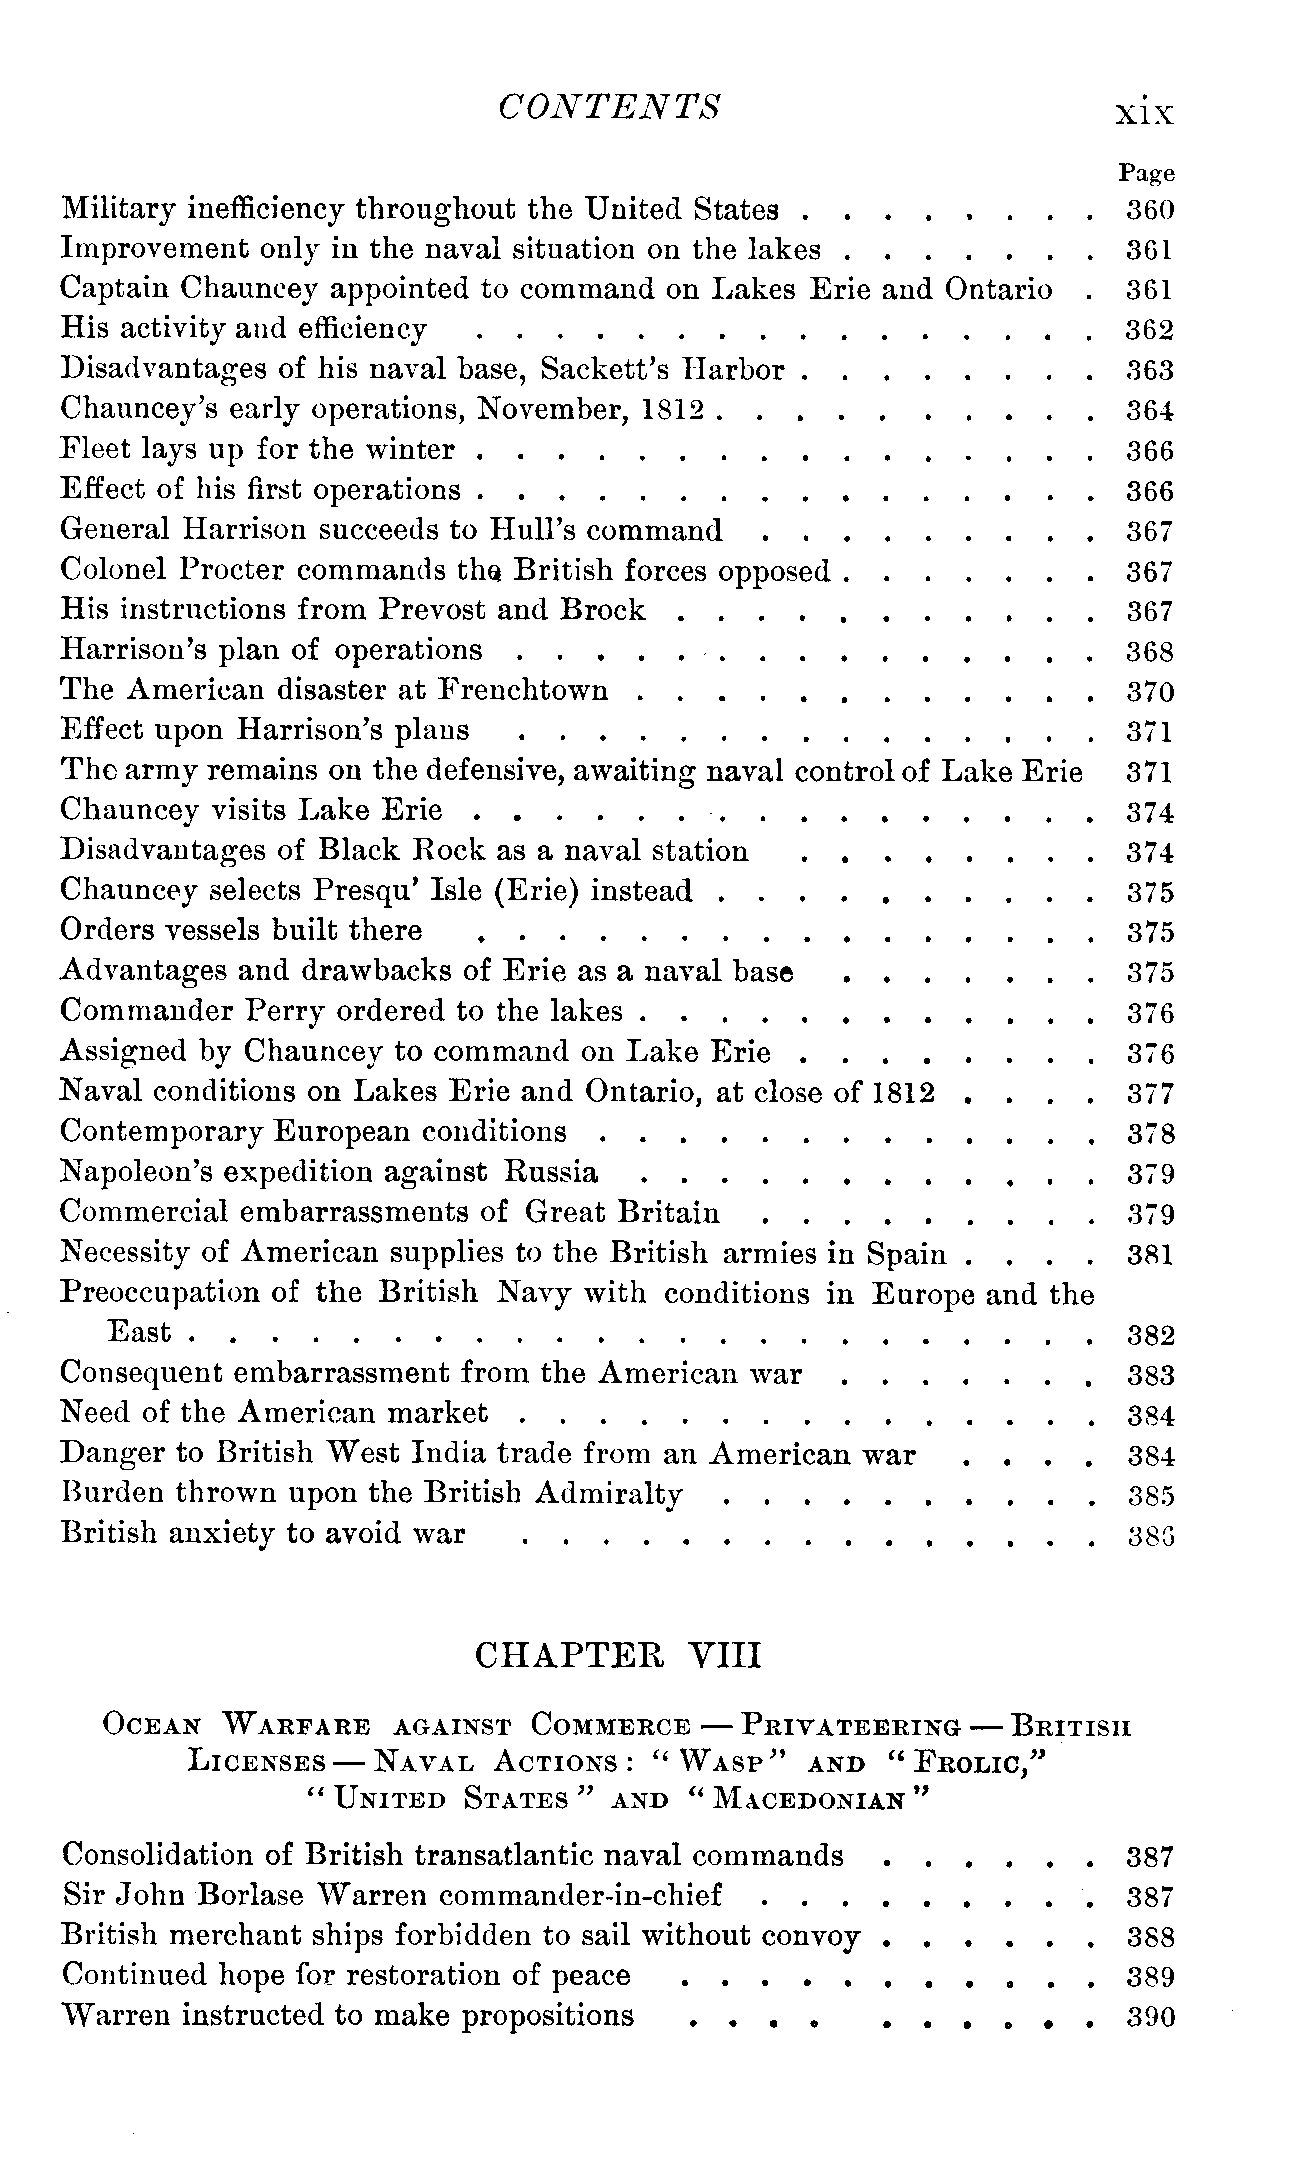 CONTENTS xix
Page
Military inefficiency throughout the United States . . . . . . . . 360
Improvement only in the naval situation on the lakes . . . . . . . 361
Captain Chauncey appointed to command on Lakes Erie and Ontario . 361
His activity and efficiency . . . . . . . . . . . . . . . . 362
Disadvantages of his naval base, Sackett's Harbor . . . . . . . . 363
Chauncey's early operations, November, 1812 . . . . . . . . . . 364
Fleet lays up for the winter . . . . . . . . . . . . . . . . 366
Effect of his first operations . . . . . . . . . . . . . . . . 366
General Harrison succeeds to Hull's command . . . . . . . . . 367
Colonel Procter commands the British forces opposed . . . . . . . 367
His instructions from Prevost and Brock . . . . . . . . . . . 367
Harrison's plan of operations . . . . . . . . . . . . . . . 368
The American disaster at Frenchtown . . . . . . . . . . . . 370
Effect upon Harrison's plans . . . . . . . . . . . . . . . 371
The army remains on the defensive, awaiting naval control of Lake Erie 371
Chauncey visits Lake Erie . . . . . . . . . . . . . . . . 374
Disadvantages of Black Rock as a naval station . . . . . . . . 374
Chauncey selects Presqu' Isle (Erie) instead . . . . . . . . . . 375
Orders vessels built there . . . . . . . . . . . . . . . . 375
Advantages and drawbacks of Erie as a naval base . . . . . . . 375
Commander Perry ordered to the lakes . . . . . . . . . . . . 376
Assigned by Chauncey to command on Lake Erie . . . . . . . . 376
Naval conditions on Lakes Erie and Ontario, at close of 1812 . . . . 377
Contemporary European conditions . . . . . . . . . . . . . 378
Napoleon's expedition against Russia . . . . . . . . . . . . 379
Commercial embarrassments of Great Britain . . . . . . . . . 379
Necessity of American supplies to the British armies in Spain . . . . 381
Preoccupation of the British Navy with conditions in Europe and the
East . . . . . . . . . . . . . . . . . . . . . . . 382
Consequent embarrassment from the American war . . . . . . . 383
Need of the American market . . . . . . . . . . . . . . . 384
Danger to British West India trade from an American war . . . . 384
Burden thrown upon the British Admiralty . . . . . . . . . . 385
British anxiety to avoid war . . . . . . . . . . . . . . . 386
CHAPTER VIII
OCEAN WARFARE AGAINST COMMERCE — PRIVATEERING — BRITISH
LICENSES — NAVAL ACTIONS: "WASP" AND "FROLIC,"
"UNITED STATES" AND "MACEDONIAN"
Consolidation of British transatlantic naval commands . . . . . . 387
Sir John Borlase Warren commander-in-chief . . . . . . . . . 387
British merchant ships forbidden to sail without convoy . . . . . . 388
Continued hope for restoration of peace . . . . . . . . . . . 389
Warren instructed to make propositions . . . . . . . . . . 390